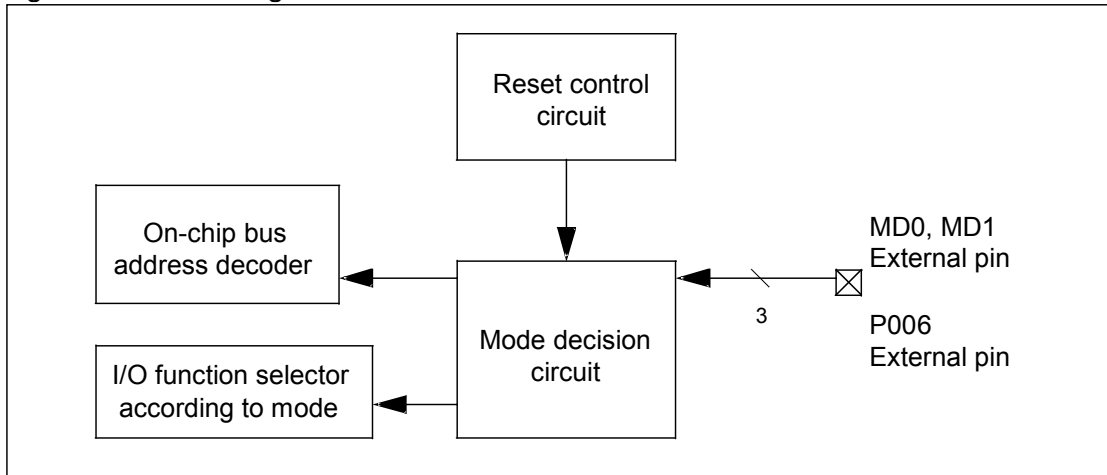 Reset control
circuit
On-chip bus
address decoder
MD0, MD1
External pin
3
P006
External pin
Mode decision
circuit
I/O function selector
according to mode